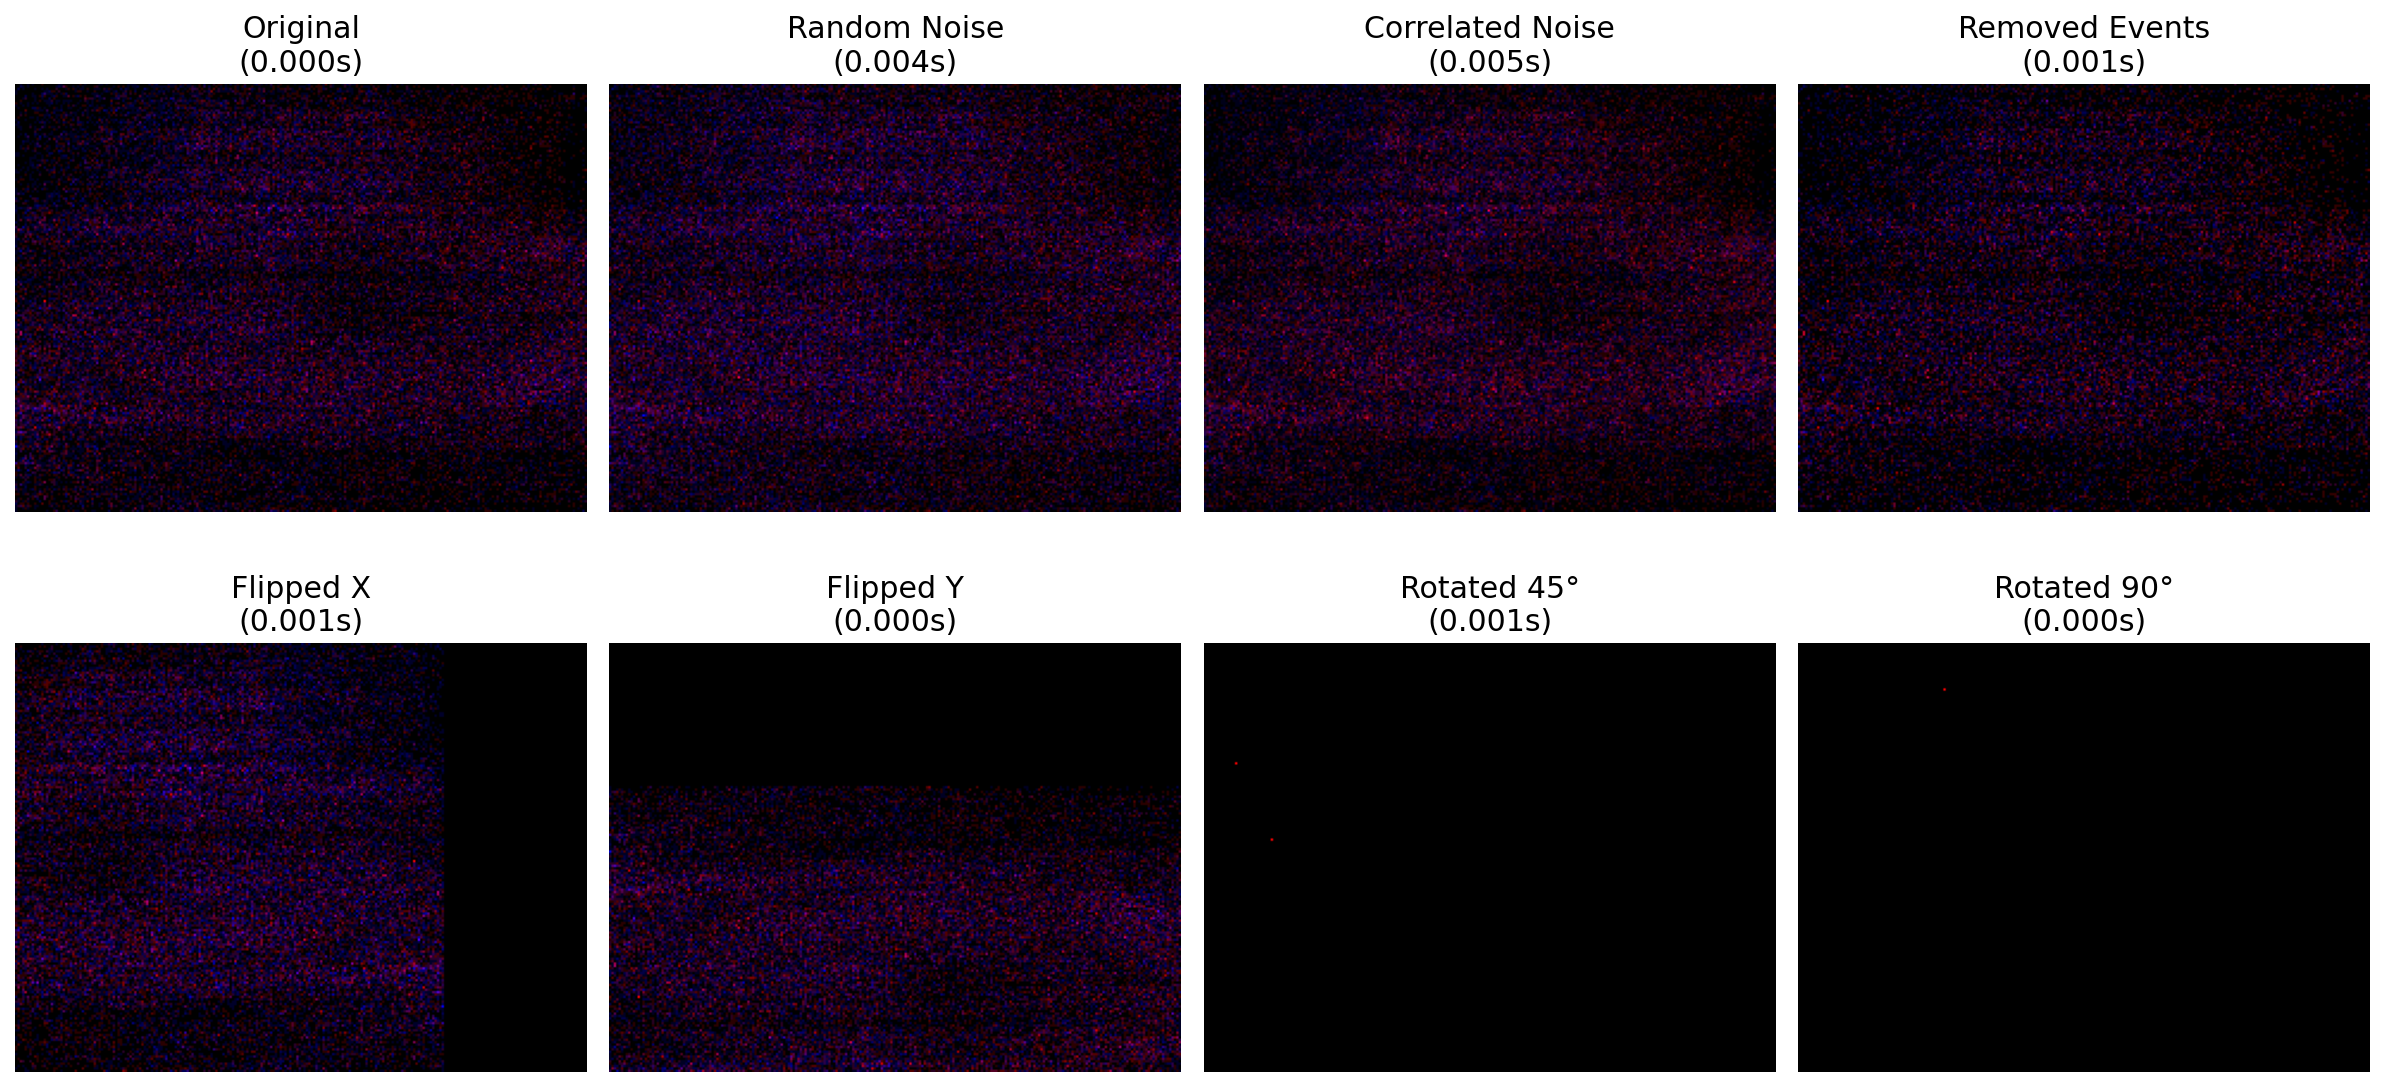 Original
(0.000s)
Random Noise
(0.004s)
Correlated Noise
(0.005s)
Removed Events
(0.001s)
Flipped X
(0.001s)
Flipped Y
(0.000s)
Rotated 45°
(0.001s)
Rotated 90°
(0.000s)